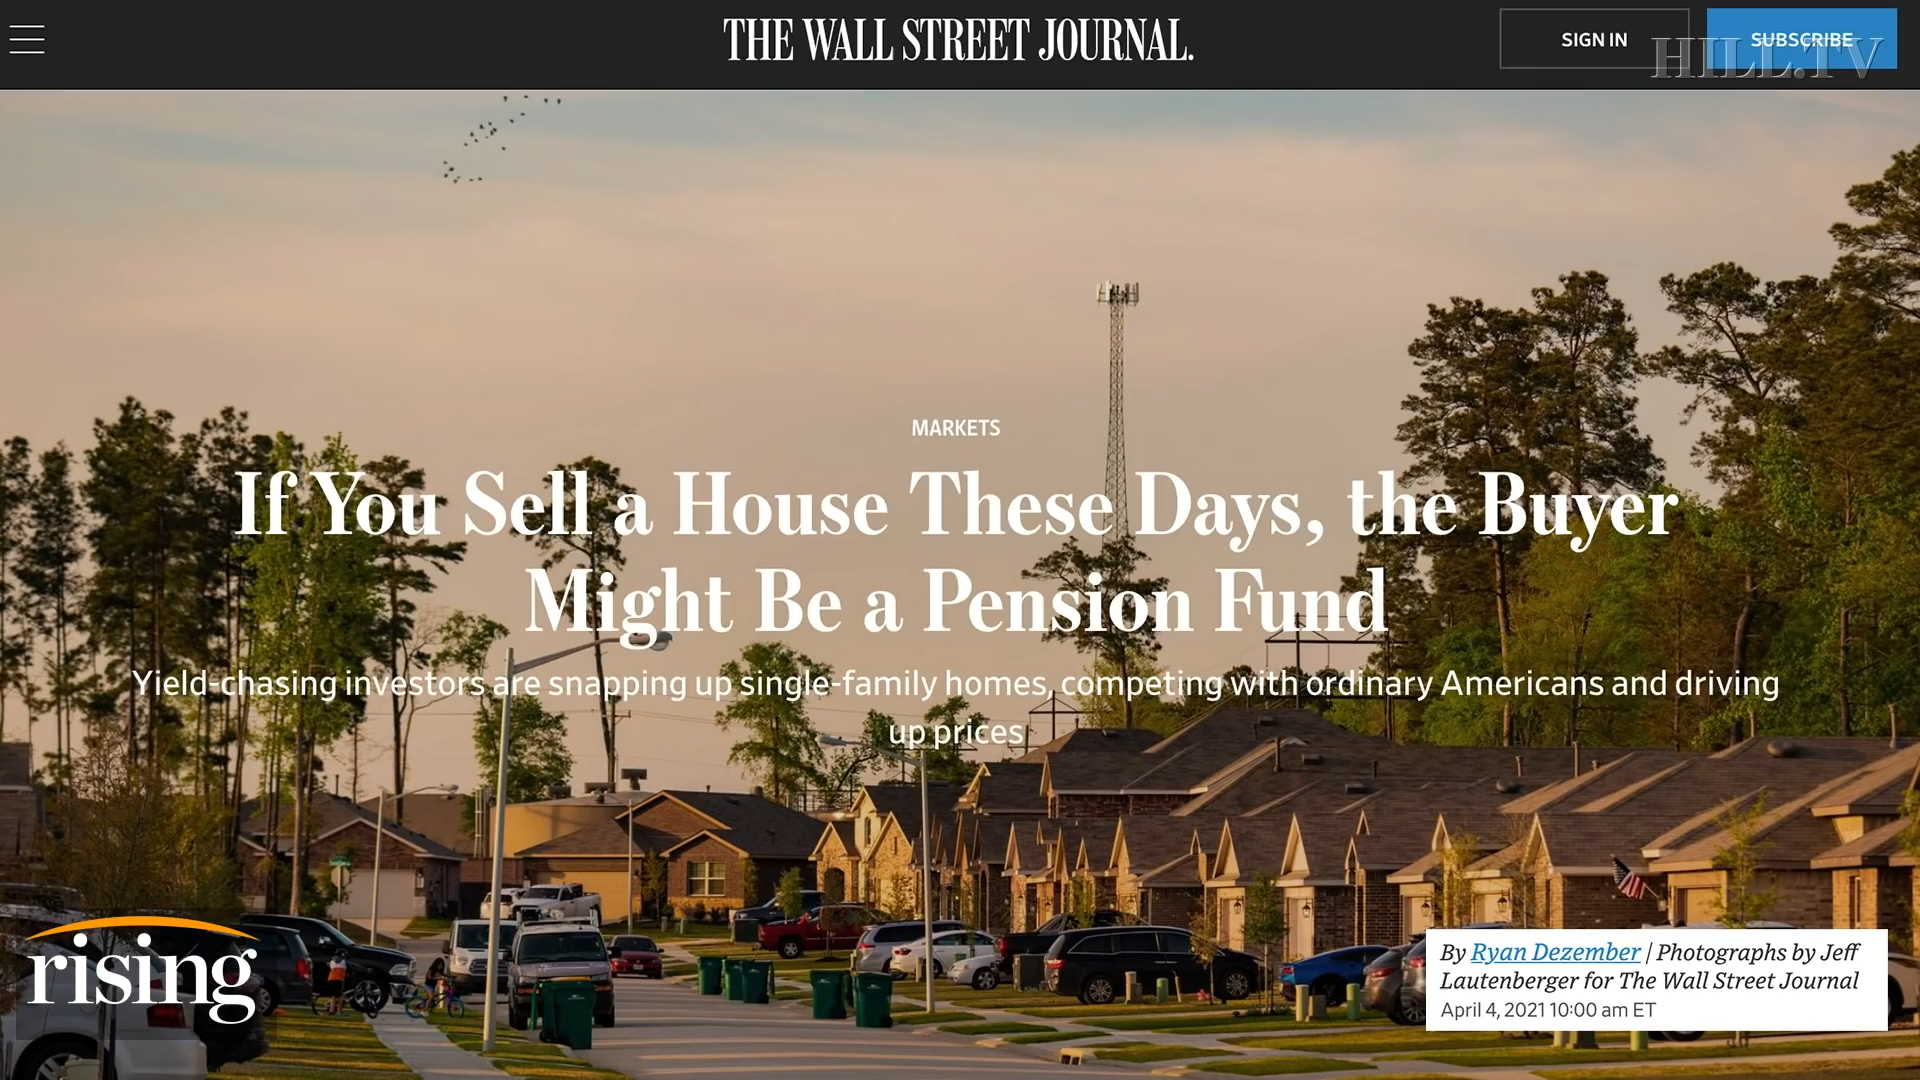 THE WALL STREET JOURNAL.
SIGN IN
SUBSCRIBE
HILL.TV
MARKETS
If You Sell a House These Days, the Buyer
Might Be a Pension Fund
Yield-chasing investors are snapping up single-family homes, competing with ordinary Americans and driving
up prices
rising
By Ryan Dezember | Photographs by Jeff
Lautenberger for The Wall Street Journal
April 4, 2021 10:00 am ET